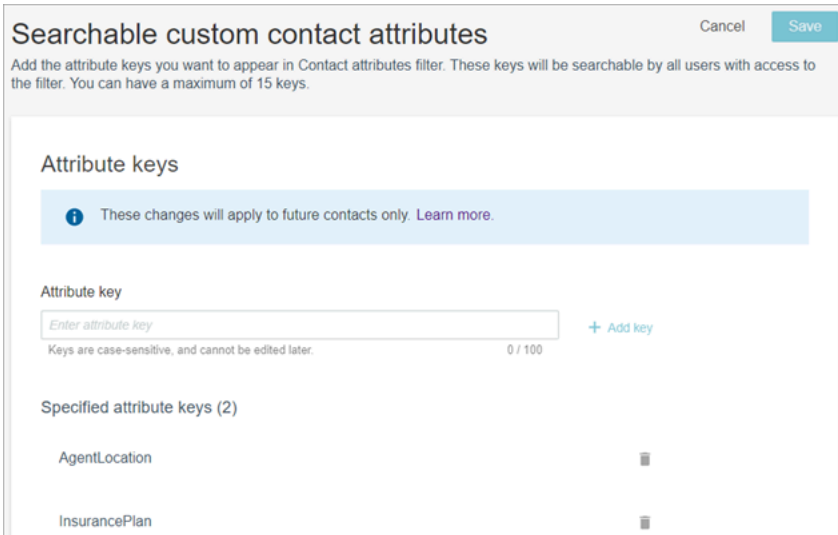 Searchable custom contact attributes
Cancel
Save
Add the attribute keys you want to appear in Contact attributes filter. These keys will be searchable by all users with access to
the filter. You can have a maximum of 15 keys.
Attribute keys
These changes will apply to future contacts only. Learn more.
Attribute key
Enter attribute key
+ Add key
Keys are case-sensitive, and cannot be edited later.
0 / 100
Specified attribute keys (2)
AgentLocation
InsurancePlan